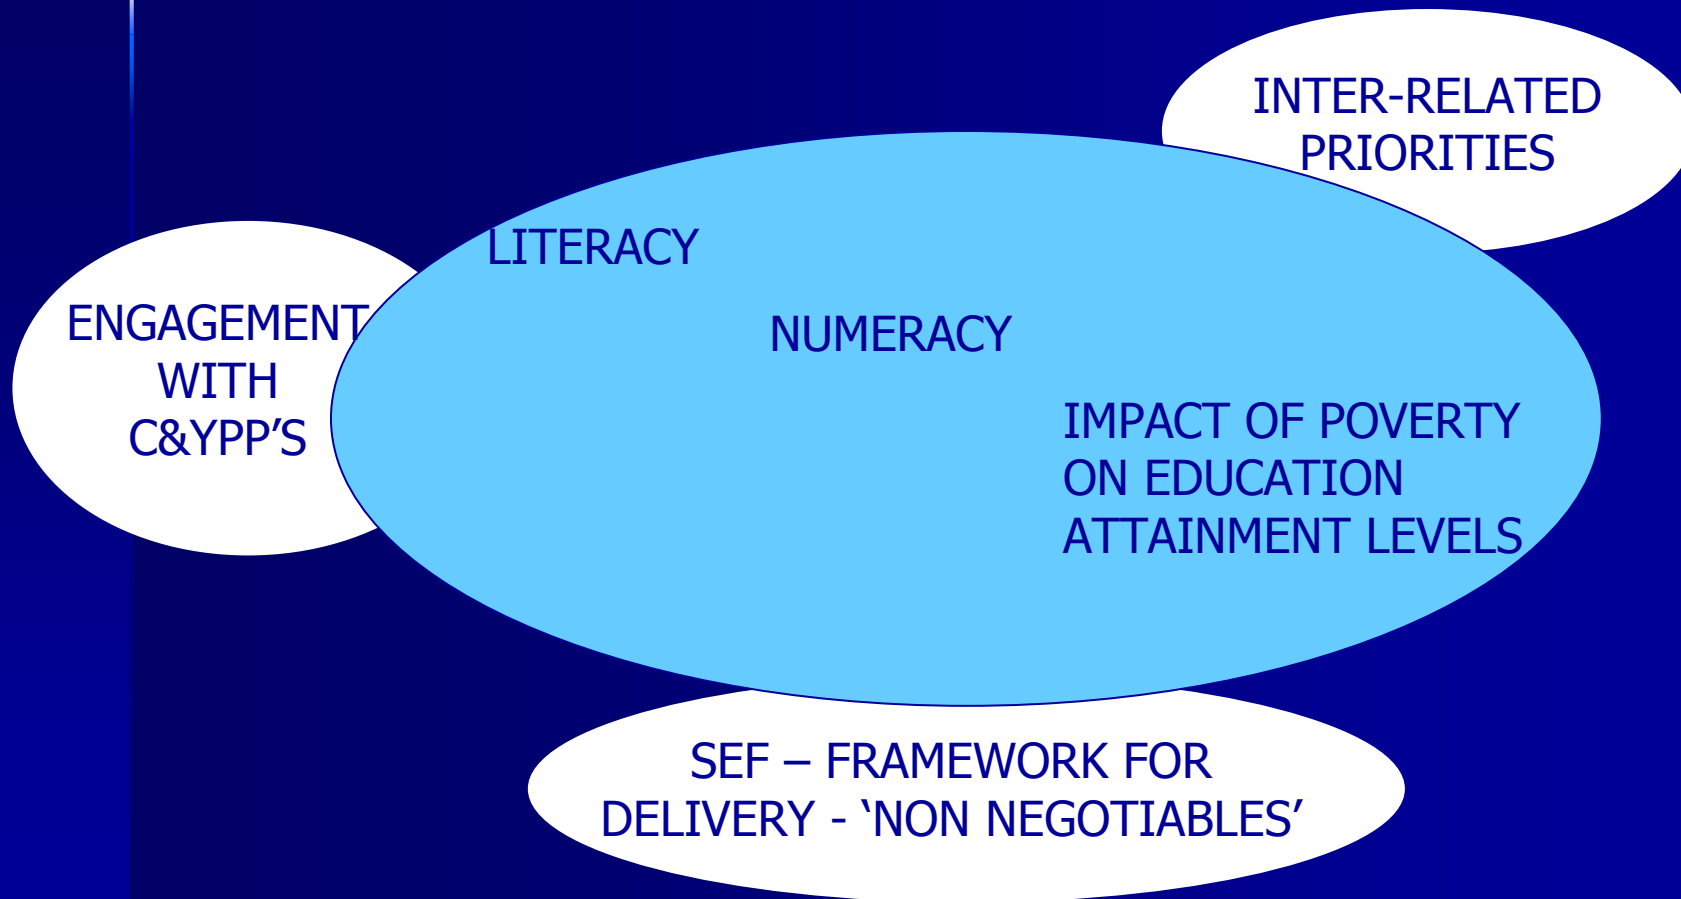 INTER-RELATED
PRIORITIES
LITERACY
ENGAGEMENT
WITH
C&YPP’S
NUMERACY
IMPACT OF POVERTY
ON EDUCATION
ATTAINMENT LEVELS
SEF – FRAMEWORK FOR
DELIVERY - ‘NON NEGOTIABLES’